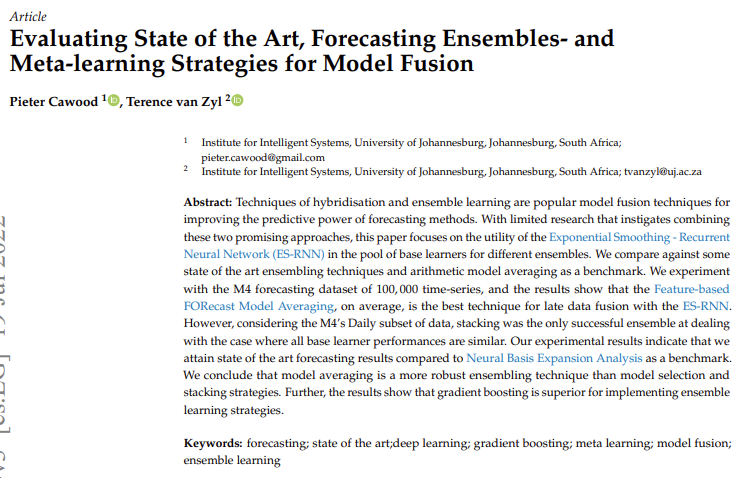 Article
Evaluating State of the Art, Forecasting Ensembles- and
Meta-learning Strategies for Model Fusion
Pieter Cawood 1, Terence van Zyl 2
1 Institute for Intelligent Systems, University of Johannesburg, Johannesburg, South Africa;
pieter.cawood@gmail.com
2 Institute for Intelligent Systems, University of Johannesburg, Johannesburg, South Africa; tvanzyl@uj.ac.za
Abstract: Techniques of hybridisation and ensemble learning are popular model fusion techniques for
improving the predictive power of forecasting methods. With limited research that instigates combining
these two promising approaches, this paper focuses on the utility of the Exponential Smoothing - Recurrent
Neural Network (ES-RNN) in the pool of base learners for different ensembles. We compare against some
state of the art ensembling techniques and arithmetic model averaging as a benchmark. We experiment
with the M4 forecasting dataset of 100,000 time-series, and the results show that the Feature-based
FORecast Model Averaging, on average, is the best technique for late data fusion with the ES-RNN.
However, considering the M4's Daily subset of data, stacking was the only successful ensemble at dealing
with the case where all base learner performances are similar. Our experimental results indicate that we
attain state of the art forecasting results compared to Neural Basis Expansion Analysis as a benchmark.
We conclude that model averaging is a more robust ensembling technique than model selection and
stacking strategies. Further, the results show that gradient boosting is superior for implementing ensemble
learning strategies.
Keywords: forecasting; state of the art;deep learning; gradient boosting; meta learning; model fusion;
ensemble learning
[cs.LG] 19 Jul 2022